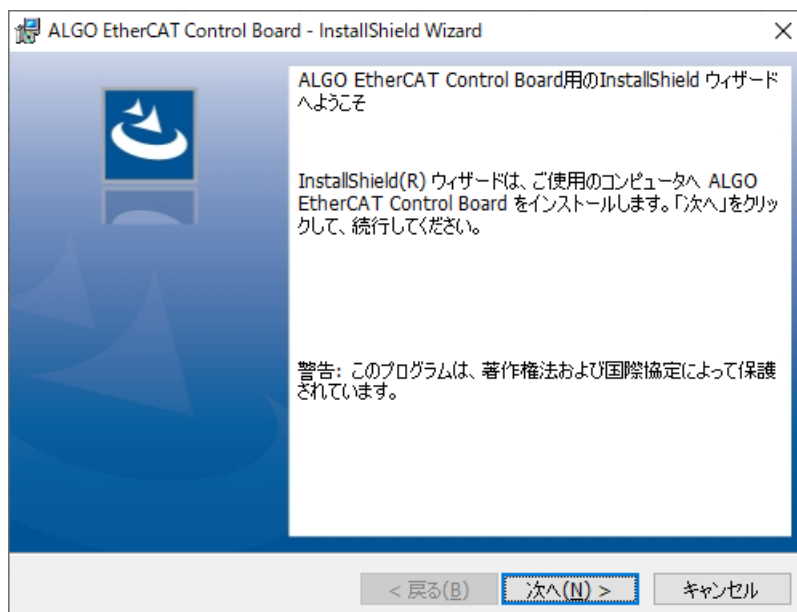 ALGO EtherCAT Control Board - InstallShield Wizard
ALGO EtherCAT Control Board用のInstallShield ウィザード
へようこそ
InstallShield(R) ウィザードは、ご使用のコンピュータへ ALGO
EtherCAT Control Board をインストールします。「次へ」をクリッ
クして、続行してください。
警告: このプログラムは、著作権法および国際協定によって保護
されています。
< 戻る(B)
次へ(N) >
キャンセル